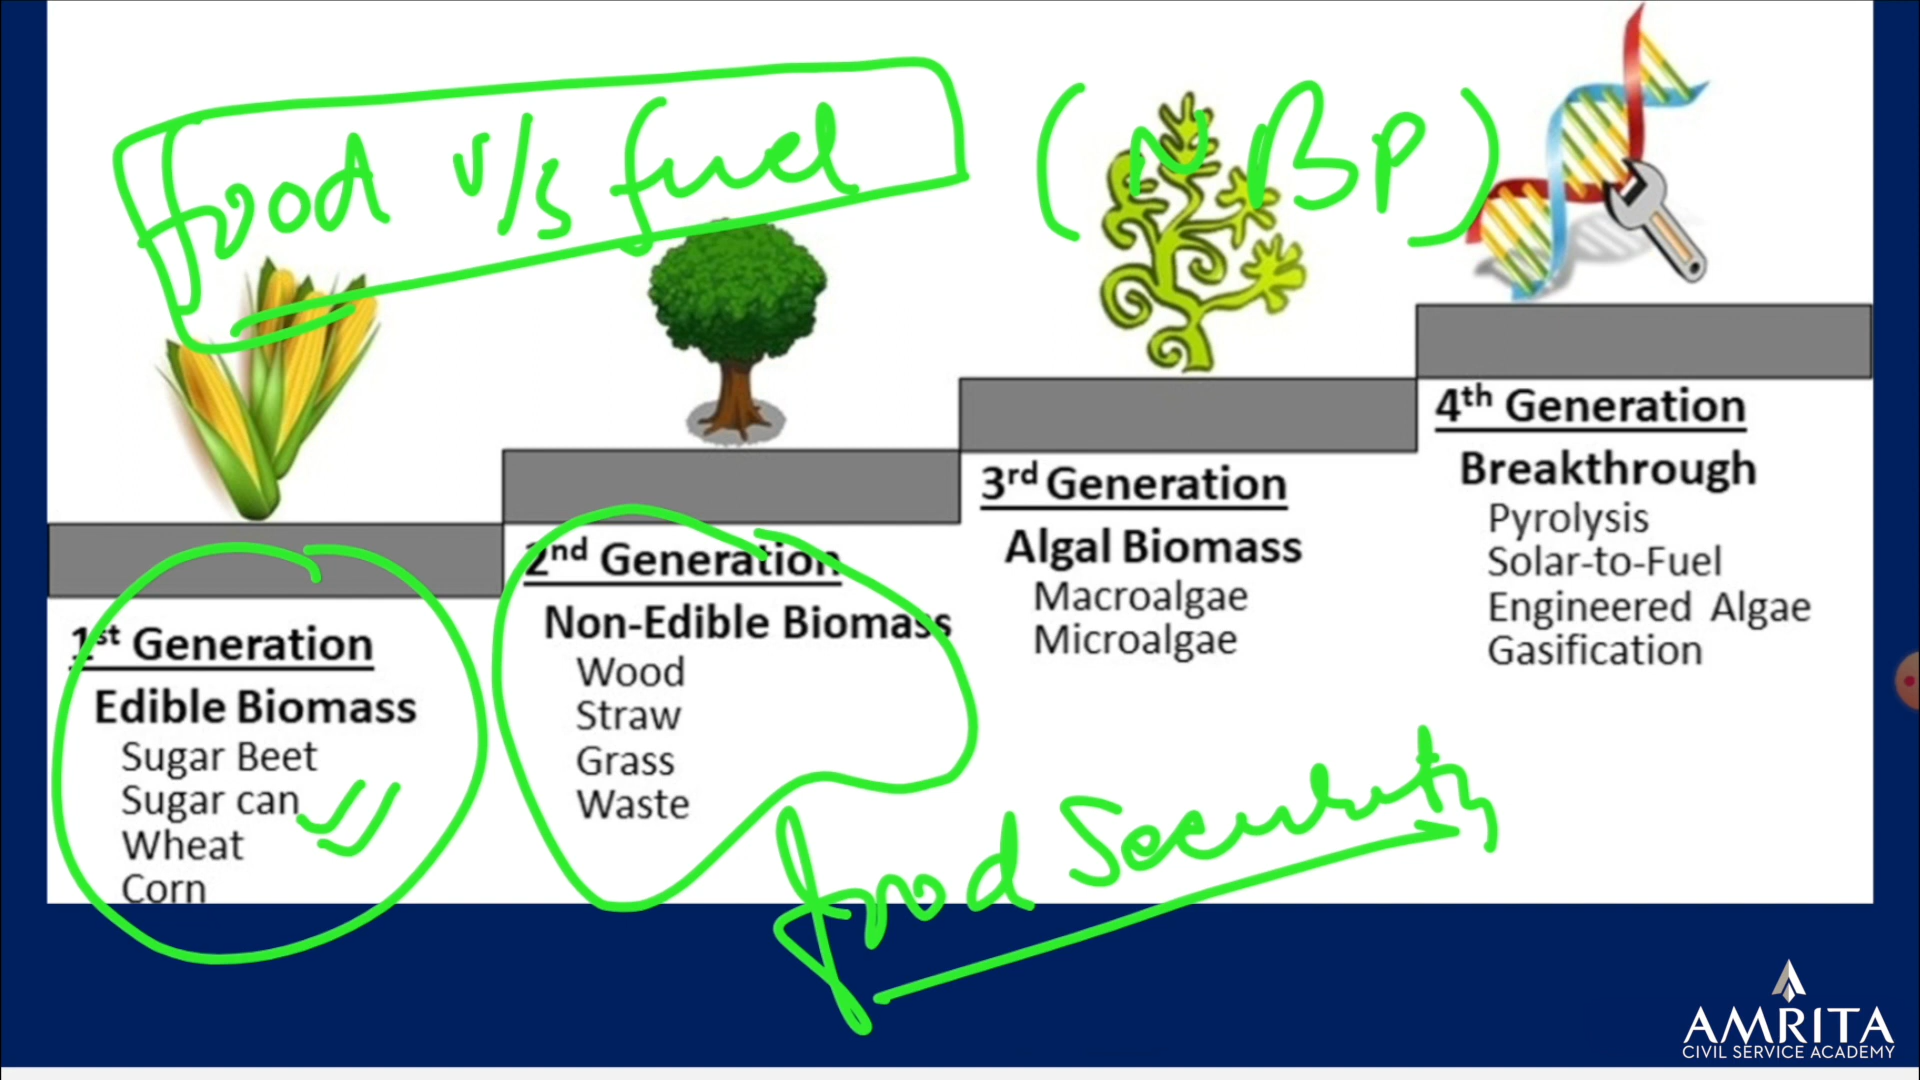 food v/s fuel (NBP)
1st Generation
Edible Biomass
Sugar Beet
Sugar can
Wheat
Corn
2nd Generation
Non-Edible Biomass
Wood
Straw
Grass
Waste
3rd Generation
Algal Biomass
Macroalgae
Microalgae
4th Generation
Breakthrough
Pyrolysis
Solar-to-Fuel
Engineered Algae
Gasification
food Security
AMRITA
CIVIL SERVICE ACADEMY